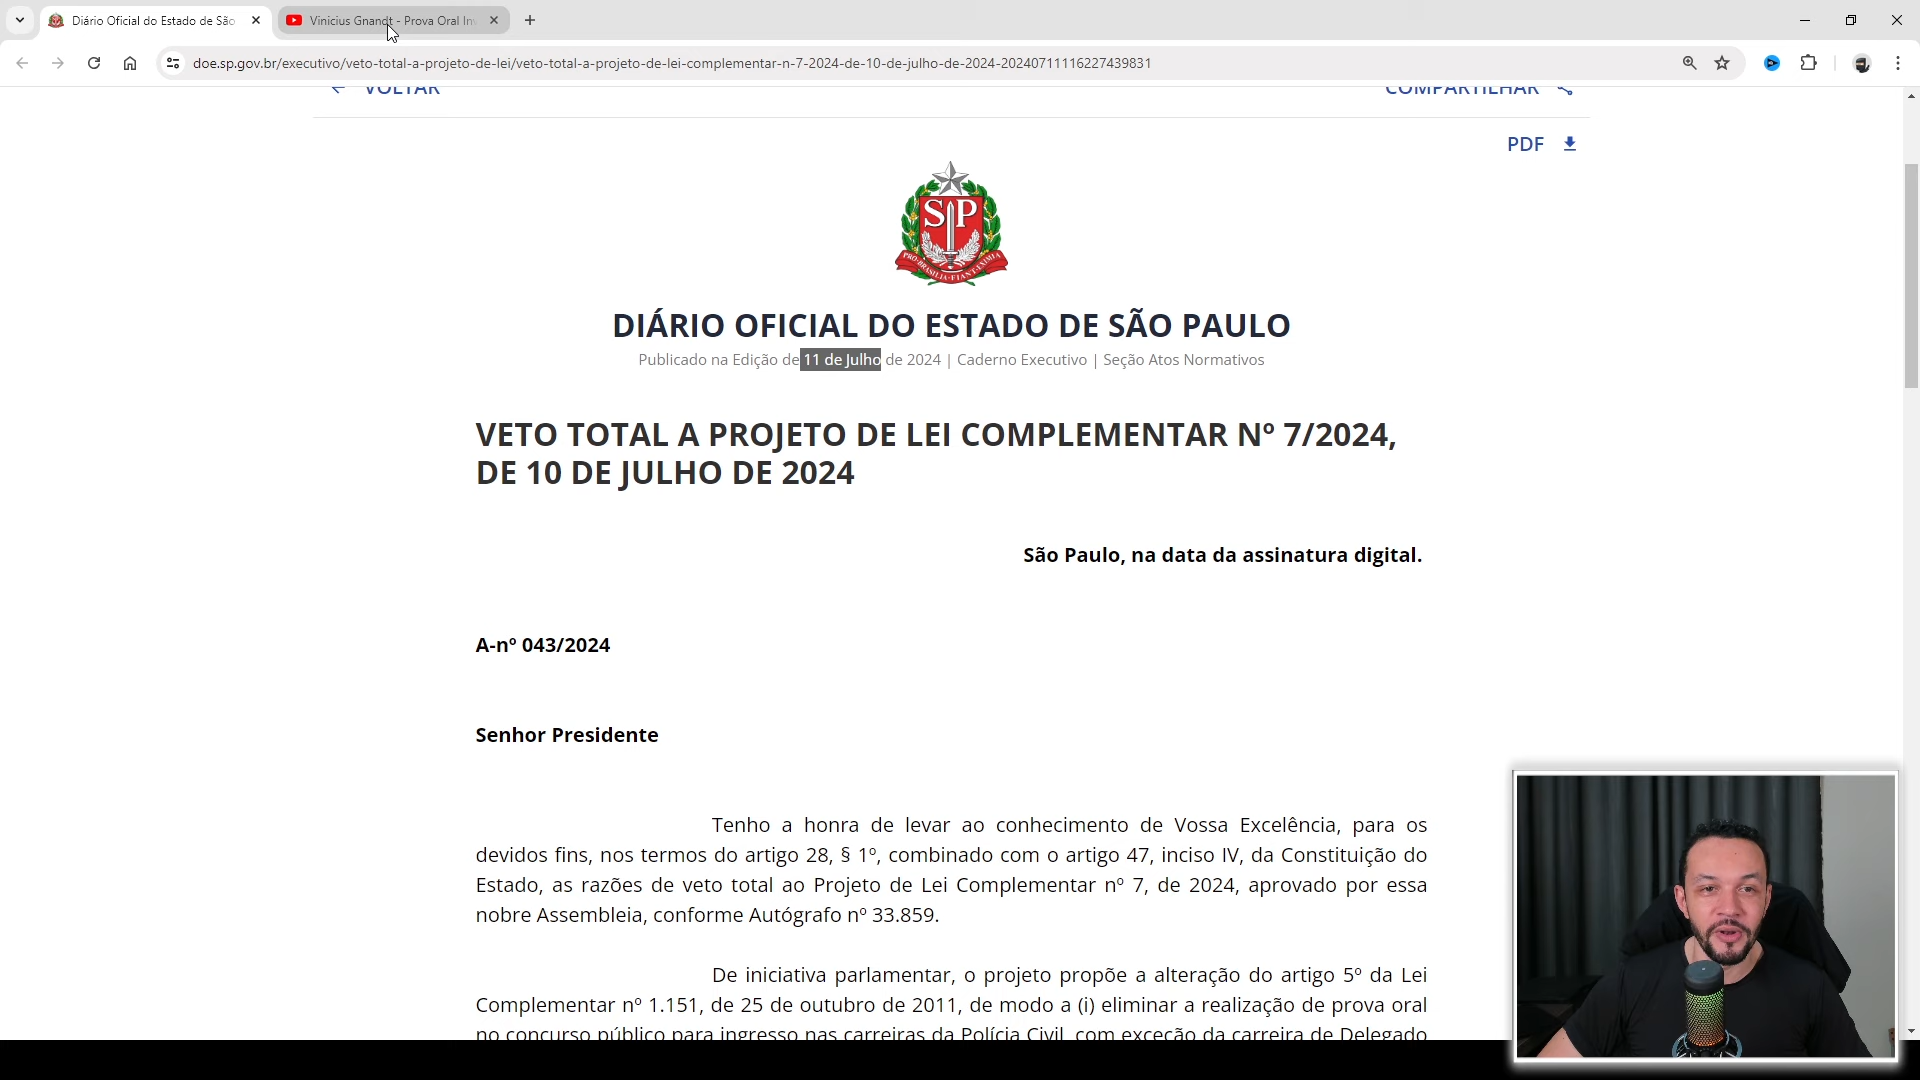 Diário Oficial do Estado de São
Vinicius Gnandt - Prova Oral Inv
doe.sp.gov.br/executivo/veto-total-a-projeto-de-lei/veto-total-a-projeto-de-lei-complementar-n-7-2024-de-10-de-julho-de-2024-20240711116227439831
VOLTAR
COMPARTILHAR
PDF
SP
PRO·BRASILIA·FIANT·EXIMIA
DIÁRIO OFICIAL DO ESTADO DE SÃO PAULO
Publicado na Edição de 11 de Julho de 2024 | Caderno Executivo | Seção Atos Normativos
VETO TOTAL A PROJETO DE LEI COMPLEMENTAR Nº 7/2024,
DE 10 DE JULHO DE 2024
São Paulo, na data da assinatura digital.
A-nº 043/2024
Senhor Presidente
Tenho a honra de levar ao conhecimento de Vossa Excelência, para os
devidos fins, nos termos do artigo 28, § 1º, combinado com o artigo 47, inciso IV, da Constituição do
Estado, as razões de veto total ao Projeto de Lei Complementar nº 7, de 2024, aprovado por essa
nobre Assembleia, conforme Autógrafo nº 33.859.
De iniciativa parlamentar, o projeto propõe a alteração do artigo 5º da Lei
Complementar nº 1.151, de 25 de outubro de 2011, de modo a (i) eliminar a realização de prova oral
no concurso público para ingresso nas carreiras da Polícia Civil, com exceção da carreira de Delegado